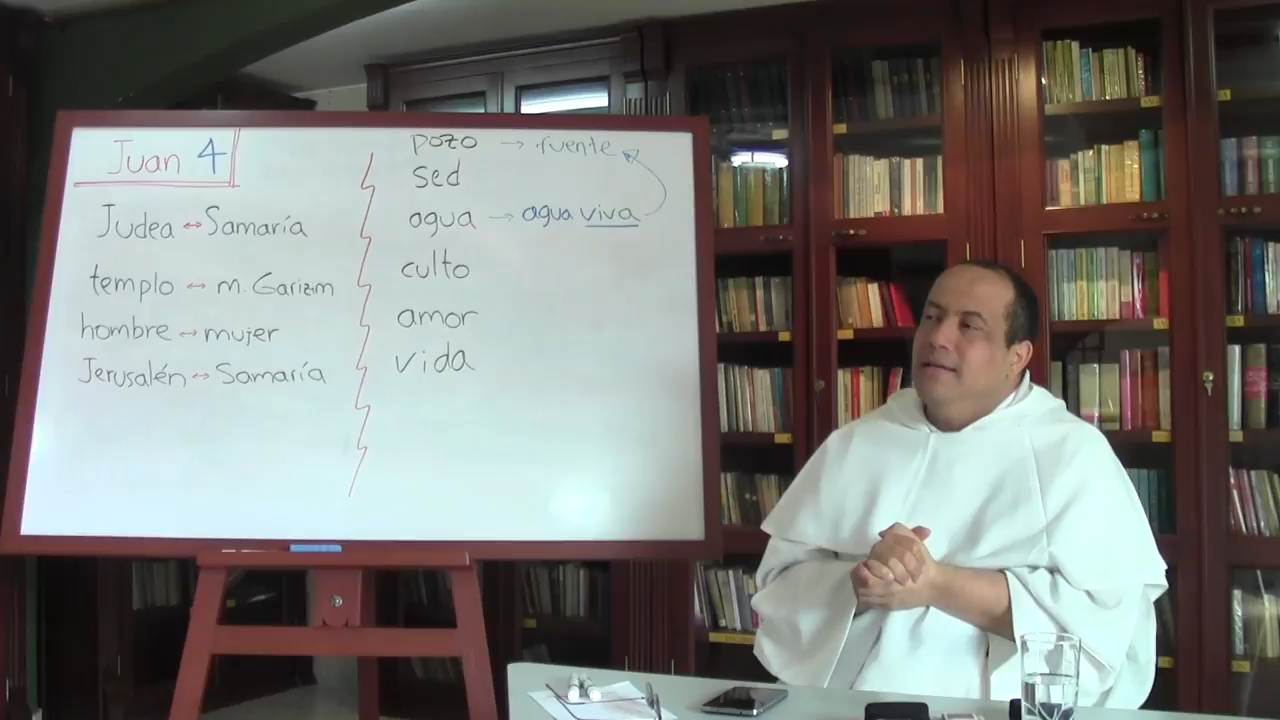 Juan 4
Judea ↔ Samaría
templo ↔ m. Garizim
hombre ↔ mujer
Jerusalén ↔ Samaría
pozo → fuente
sed
agua → agua viva
culto
amor
vida